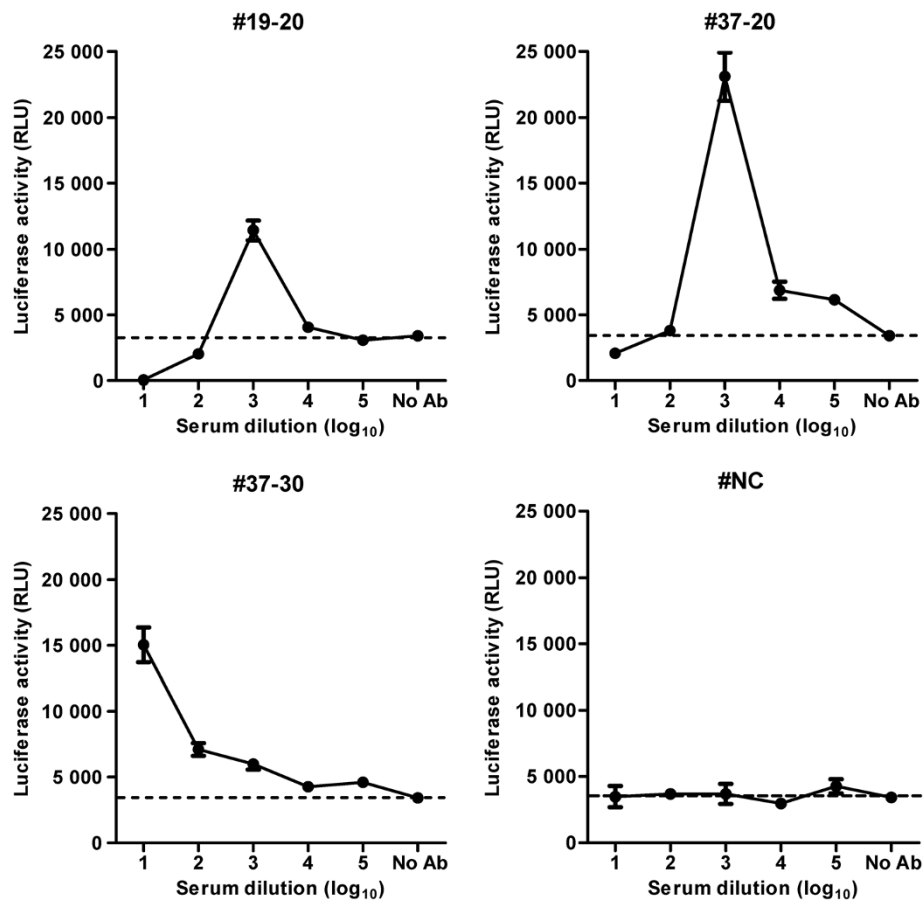 #19-20
Luciferase activity (RLU)
25 000
20 000
15 000
10 000
5 000
0
1 2 3 4 5 No Ab
Serum dilution (log₁₀)
#37-20
Luciferase activity (RLU)
25 000
20 000
15 000
10 000
5 000
0
1 2 3 4 5 No Ab
Serum dilution (log₁₀)
#37-30
Luciferase activity (RLU)
25 000
20 000
15 000
10 000
5 000
0
1 2 3 4 5 No Ab
Serum dilution (log₁₀)
#NC
Luciferase activity (RLU)
25 000
20 000
15 000
10 000
5 000
0
1 2 3 4 5 No Ab
Serum dilution (log₁₀)